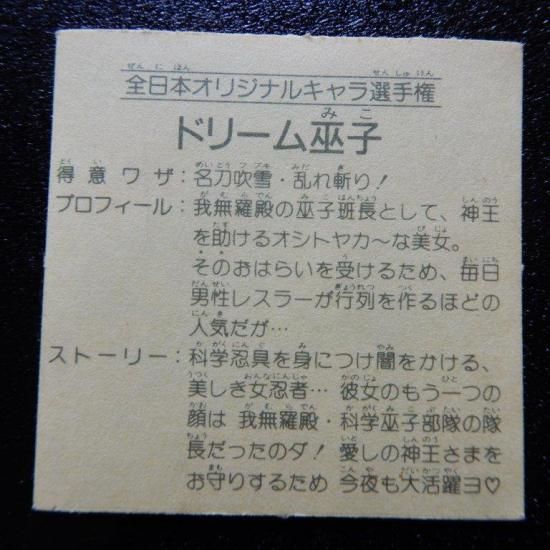 全日本オリジナルキャラ選手権
ドリーム巫子
得意ワザ:名刀吹雪・乱れ斬り!
プロフィール:我無羅殿の巫子班長として、神王
を助けるオシトヤカ〜な美女。
そのおはらいを受けるため、毎日
男性レスラーが行列を作るほどの
人気だが…
ストーリー:科学忍具を身につけ闇をかける、
美しき女忍者… 彼女のもう一つの
顔は 我無羅殿・科学巫子部隊の隊
長だったのダ! 愛しの神王さまを
お守りするため 今夜も大活躍ヨ♡